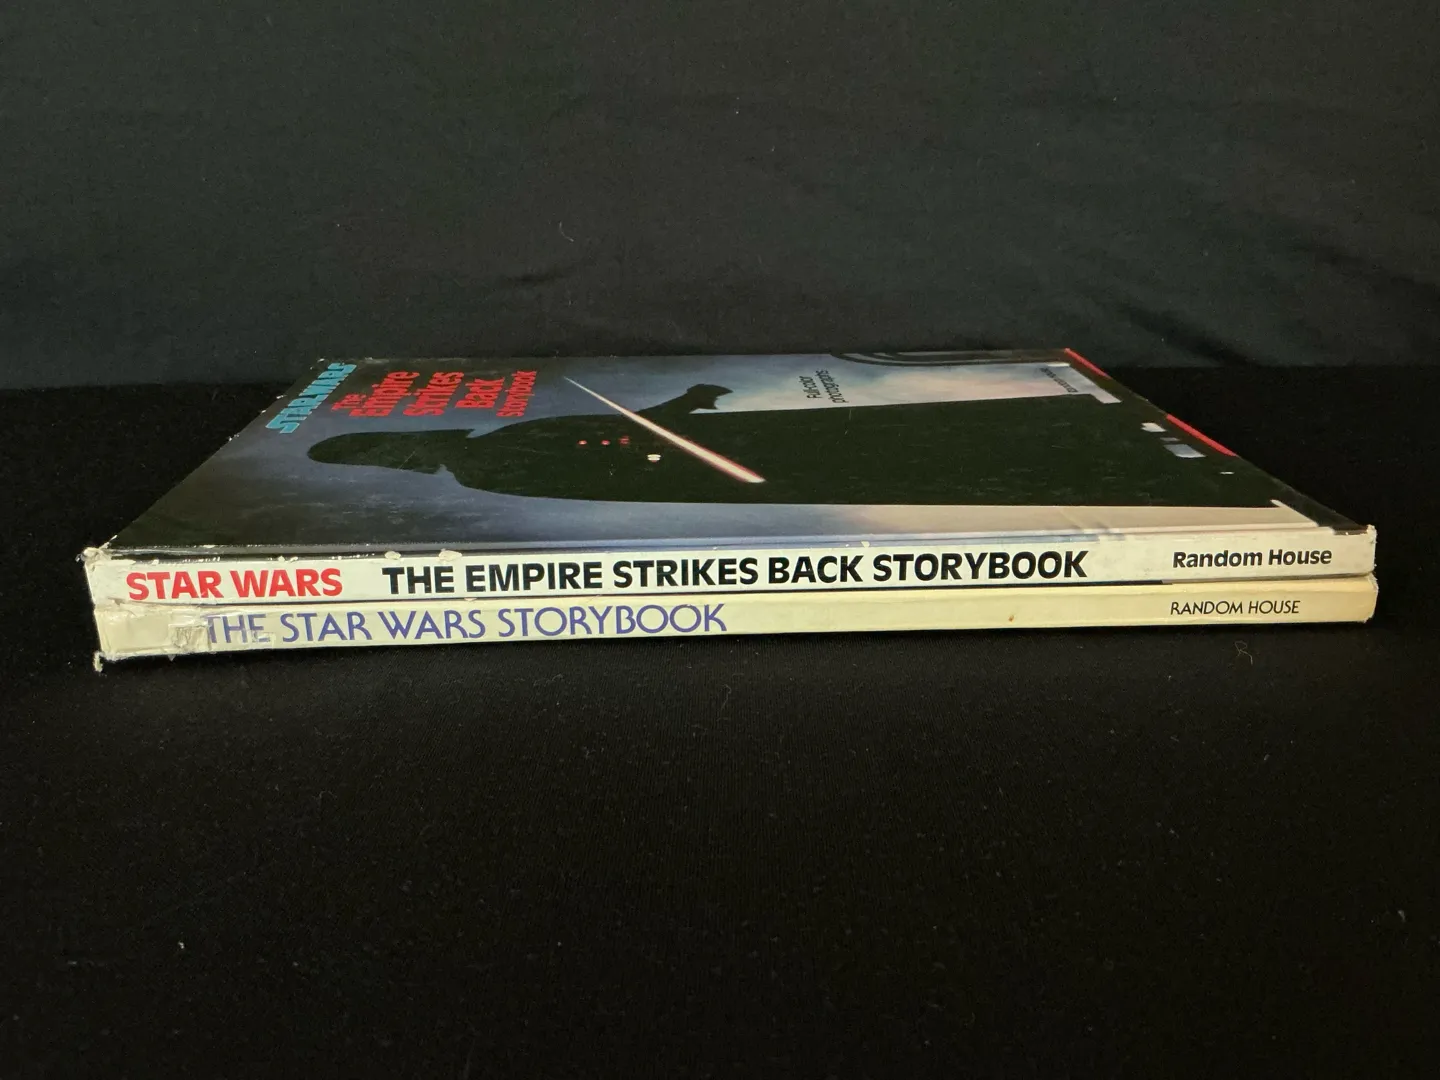 STAR WARS
The
Empire
Strikes
Back
Storybook
Full-color
photographs
STAR WARS THE EMPIRE STRIKES BACK STORYBOOK Random House
THE STAR WARS STORYBOOK RANDOM HOUSE